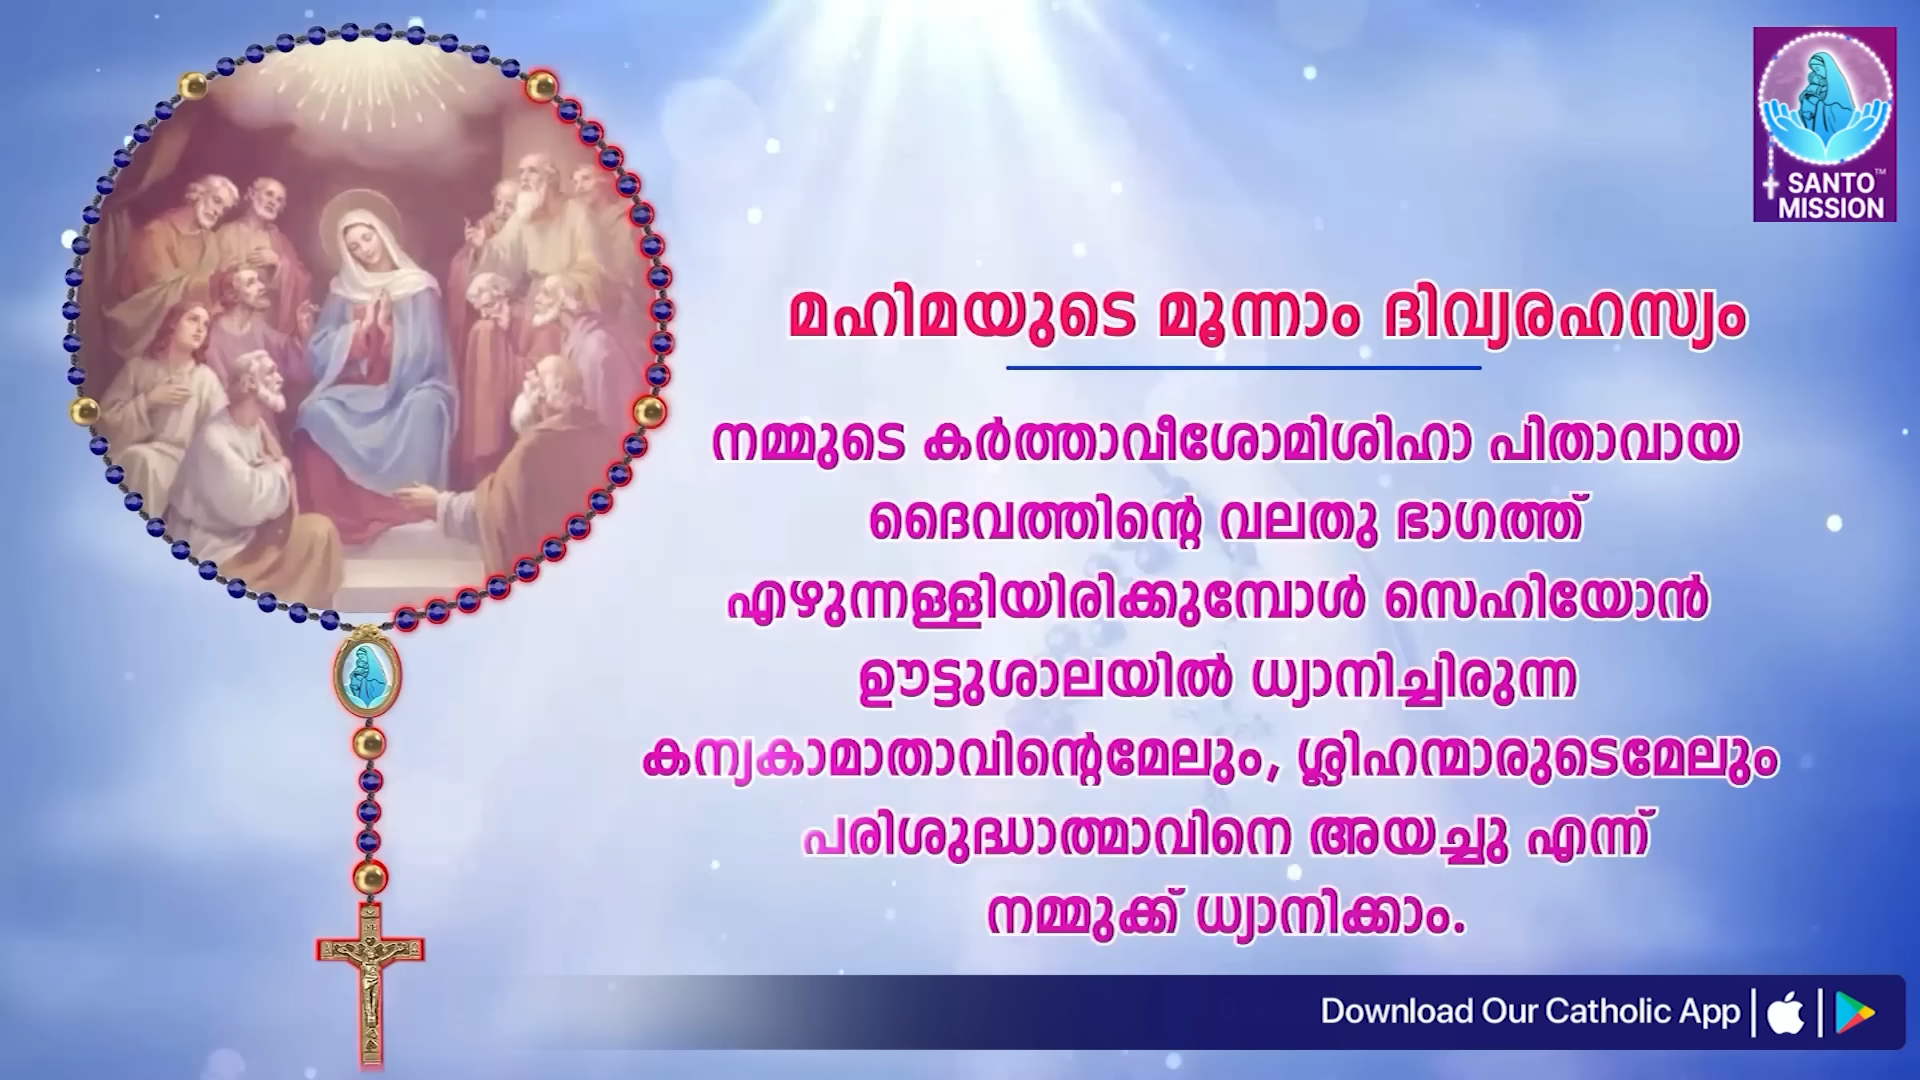 SANTO™
MISSION
മഹിമയുടെ മൂന്നാം ദിവ്യരഹസ്യം
നമ്മുടെ കർത്താവീശോമിശിഹാ പിതാവായ
ദൈവത്തിന്റെ വലതു ഭാഗത്ത്
എഴുന്നള്ളിയിരിക്കുമ്പോൾ സെഹിയോൻ
ഊട്ടുശാലയിൽ ധ്യാനിച്ചിരുന്ന
കന്യകാമാതാവിന്റെമേലും, ശ്ലിഹന്മാരുടെമേലും
പരിശുദ്ധാത്മാവിനെ അയച്ചു എന്ന്
നമ്മുക്ക് ധ്യാനിക്കാം.
Download Our Catholic App